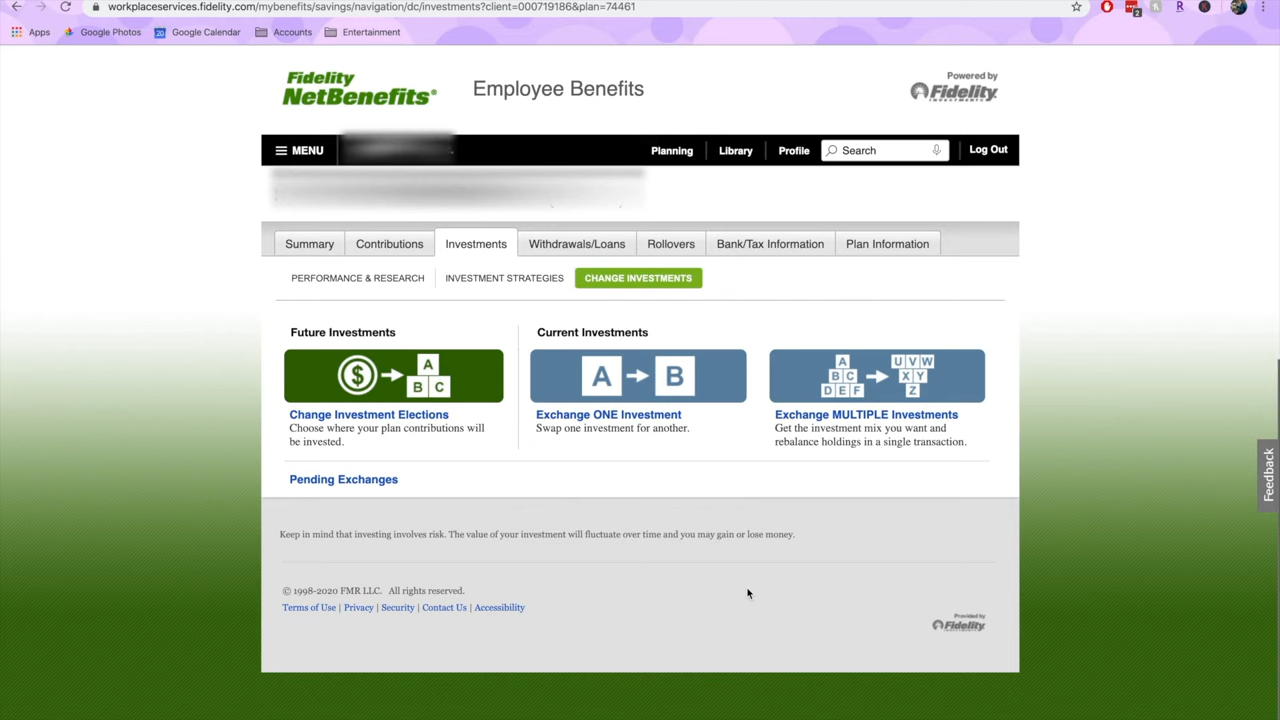 workplaceservices.fidelity.com/mybenefits/savings/navigation/dc/investments?client=000719186&plan=74461
Apps Google Photos 20 Google Calendar Accounts Entertainment
2
R
K
Fidelity
NetBenefits®
Employee Benefits
Powered by
Fidelity
INVESTMENTS
MENU
Planning
Library
Profile
Search
Log Out
Summary
Contributions
Investments
Withdrawals/Loans
Rollovers
Bank/Tax Information
Plan Information
PERFORMANCE & RESEARCH
INVESTMENT STRATEGIES
CHANGE INVESTMENTS
Future Investments
$ A
B C
Change Investment Elections
Choose where your plan contributions will
be invested.
Current Investments
A B
Exchange ONE Investment
Swap one investment for another.
A U V W
B C X Y
D E F Z
Exchange MULTIPLE Investments
Get the investment mix you want and
rebalance holdings in a single transaction.
Pending Exchanges
Feedback
Keep in mind that investing involves risk. The value of your investment will fluctuate over time and you may gain or lose money.
© 1998-2020 FMR LLC. All rights reserved.
Terms of Use | Privacy | Security | Contact Us | Accessibility
Provided by
Fidelity
INVESTMENTS